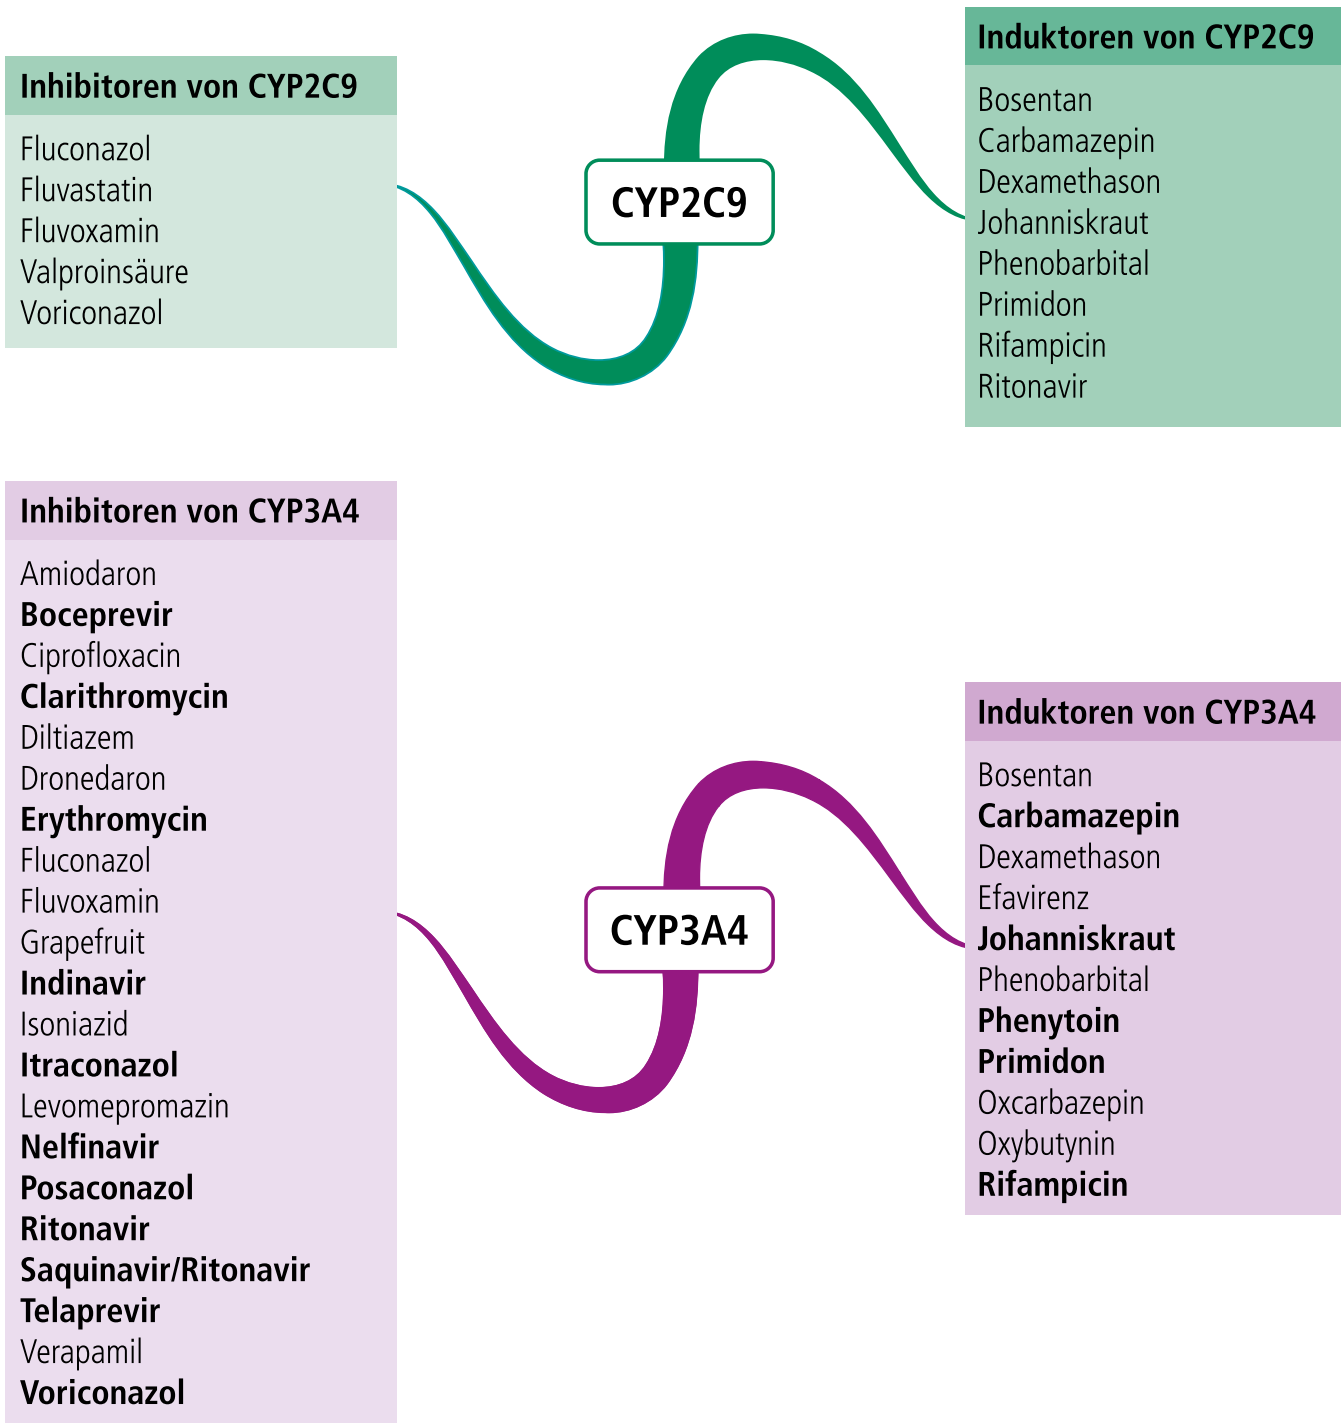 Inhibitoren von CYP2C9
Fluconazol
Fluvastatin
Fluvoxamin
Valproinsäure
Voriconazol
CYP2C9
Induktoren von CYP2C9
Bosentan
Carbamazepin
Dexamethason
Johanniskraut
Phenobarbital
Primidon
Rifampicin
Ritonavir
Inhibitoren von CYP3A4
Amiodaron
Boceprevir
Ciprofloxacin
Clarithromycin
Diltiazem
Dronedaron
Erythromycin
Fluconazol
Fluvoxamin
Grapefruit
Indinavir
Isoniazid
Itraconazol
Levomepromazin
Nelfinavir
Posaconazol
Ritonavir
Saquinavir/Ritonavir
Telaprevir
Verapamil
Voriconazol
CYP3A4
Induktoren von CYP3A4
Bosentan
Carbamazepin
Dexamethason
Efavirenz
Johanniskraut
Phenobarbital
Phenytoin
Primidon
Oxcarbazepin
Oxybutynin
Rifampicin